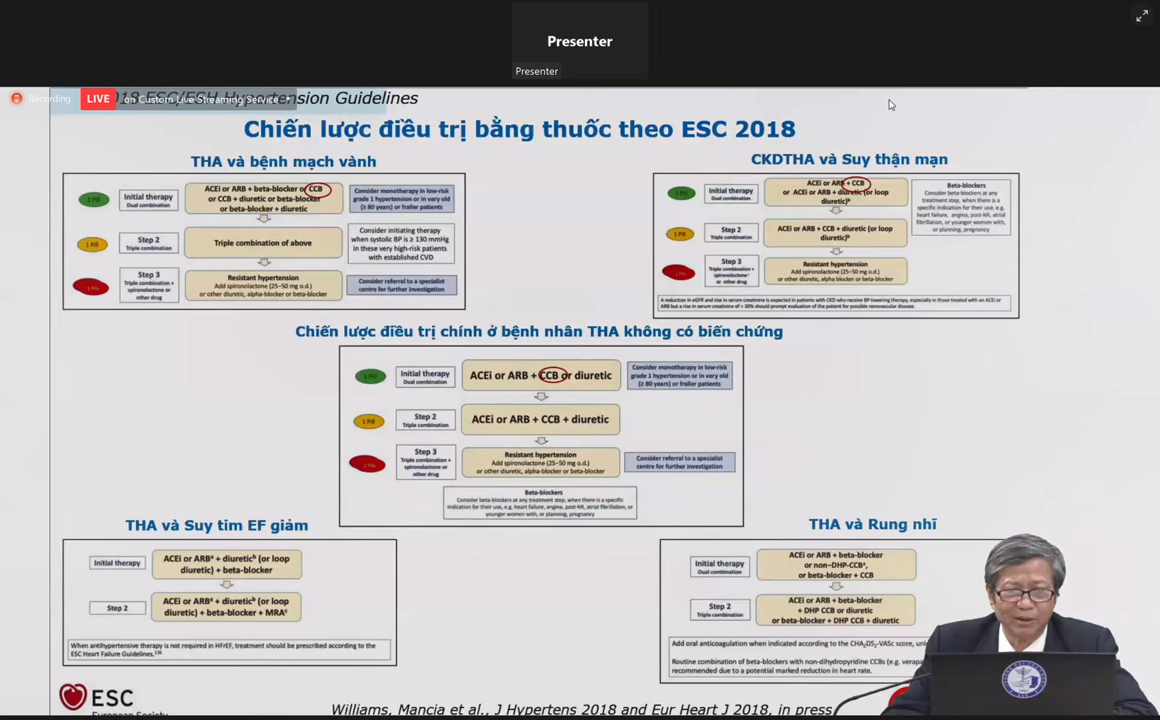 Presenter
Presenter
Recording
LIVE
on Custom Live Streaming Service
2018 ESC/ESH Hypertension Guidelines
Chiến lược điều trị bằng thuốc theo ESC 2018
THA và bệnh mạch vành
1 Pill
Initial therapy
Dual combination
ACEi or ARB + beta-blocker or CCB
or CCB + diuretic or beta-blocker
or beta-blocker + diuretic
Consider monotherapy in low-risk
grade 1 hypertension or in very old
(≥ 80 years) or frailer patients
1 Pill
Step 2
Triple combination
Triple combination of above
Consider initiating therapy
when systolic BP is ≥ 130 mmHg
in these very high-risk patients
with established CVD
Step 3
Triple combination +
spironolactone or
other drug
Resistant hypertension
Add spironolactone (25–50 mg o.d.)
or other diuretic, alpha-blocker or beta-blocker
Consider referral to a specialist
centre for further investigation
CKDTHA và Suy thận mạn
Initial therapy
Dual combination
ACEi or ARB + CCB
or ACEi or ARB + diuretic (or loop
diuretic)ᵇ
Beta-blockers
Consider beta-blockers at any
treatment step, when there is a
specific indication for their use, e.g.
heart failure, angina, post-MI, atrial
fibrillation, or younger women with,
or planning, pregnancy
1 Pill
Step 2
Triple combination
ACEi or ARB + CCB + diuretic (or loop
diuretic)ᵇ
Step 3
Triple combination +
spironolactoneᶜ
or other drug
Resistant hypertension
Add spironolactone (25–50 mg o.d.)
or other diuretic, alpha-blocker or beta-blocker
A reduction in eGFR and rise in serum creatinine is expected in patients with CKD who receive BP-lowering therapy, especially in those treated with an ACEi or
ARB but a rise in serum creatinine of > 30% should prompt evaluation of the patient for possible renovascular disease.
Chiến lược điều trị chính ở bệnh nhân THA không có biến chứng
1 Pill
Initial therapy
Dual combination
ACEi or ARB + CCB or diuretic
Consider monotherapy in low-risk
grade 1 hypertension or in very old
(≥ 80 years) or frailer patients
1 Pill
Step 2
Triple combination
ACEi or ARB + CCB + diuretic
Step 3
Triple combination +
spironolactone or
other drug
Resistant hypertension
Add spironolactone (25–50 mg o.d.)
or other diuretic, alpha-blocker or beta-blocker
Consider referral to a specialist
centre for further investigation
Beta-blockers
Consider beta-blockers at any treatment step, when there is a specific
indication for their use, e.g. heart failure, angina, post-MI, atrial fibrillation, or
younger women with, or planning, pregnancy
THA và Suy tim EF giảm
Initial therapy
ACEi or ARBᵃ + diureticᵇ (or loop
diuretic) + beta-blocker
Step 2
ACEi or ARBᵃ + diureticᵇ (or loop
diuretic) + beta-blocker + MRAᶜ
When antihypertensive therapy is not required in HFrEF, treatment should be prescribed according to the
ESC Heart Failure Guidelines.
THA và Rung nhĩ
Initial therapy
Dual combination
ACEi or ARB + beta-blocker
or non–DHP-CCBᵃ,
or beta-blocker + CCB
Step 2
Triple combination
ACEi or ARB + beta-blocker
+ DHP CCB or diuretic
or beta-blocker + DHP CCB + diuretic
Add oral anticoagulation when indicated according to the CHA₂DS₂-VASc score,
Routine combination of beta-blockers with non-dihydropyridine CCBs (e.g.
recommended due to a potential marked reduction in heart rate.
ESC
European Society
Williams, Mancia et al., J Hypertens 2018 and Eur Heart J 2018, in press